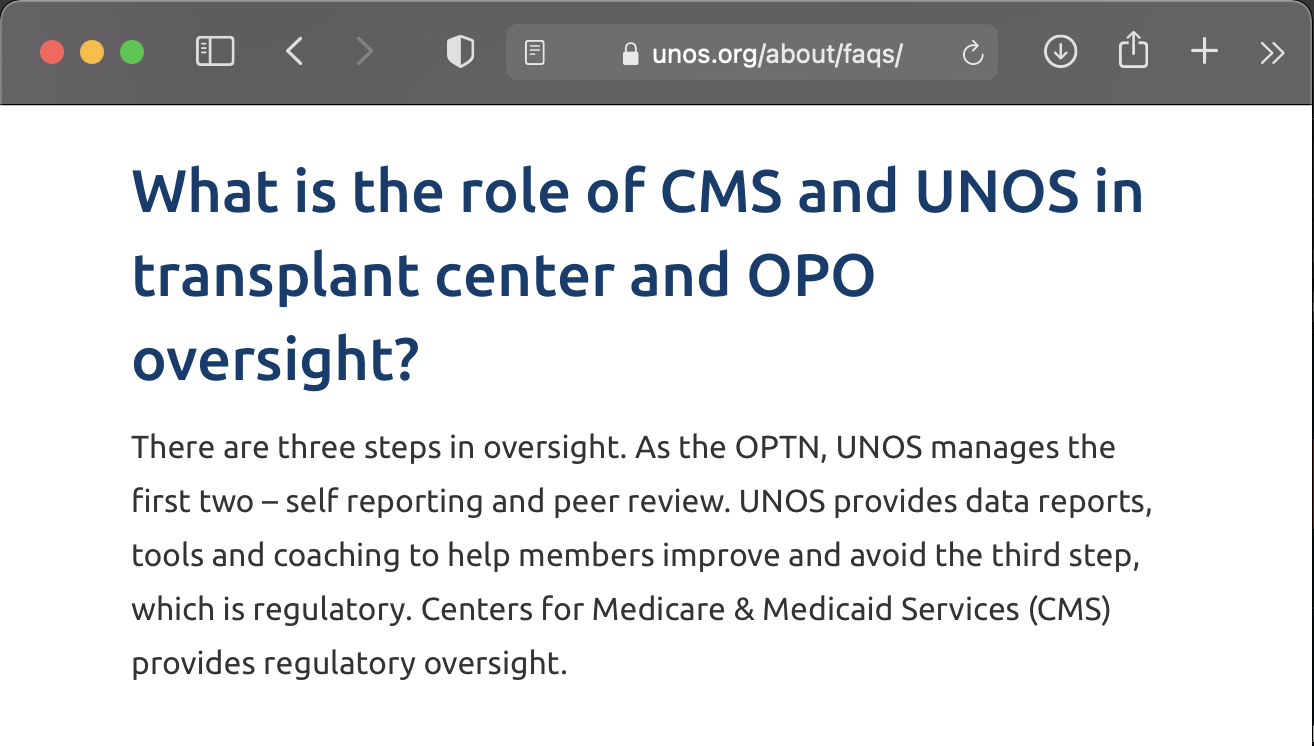 unos.org/about/faqs/
What is the role of CMS and UNOS in
transplant center and OPO
oversight?
There are three steps in oversight. As the OPTN, UNOS manages the
first two – self reporting and peer review. UNOS provides data reports,
tools and coaching to help members improve and avoid the third step,
which is regulatory. Centers for Medicare & Medicaid Services (CMS)
provides regulatory oversight.